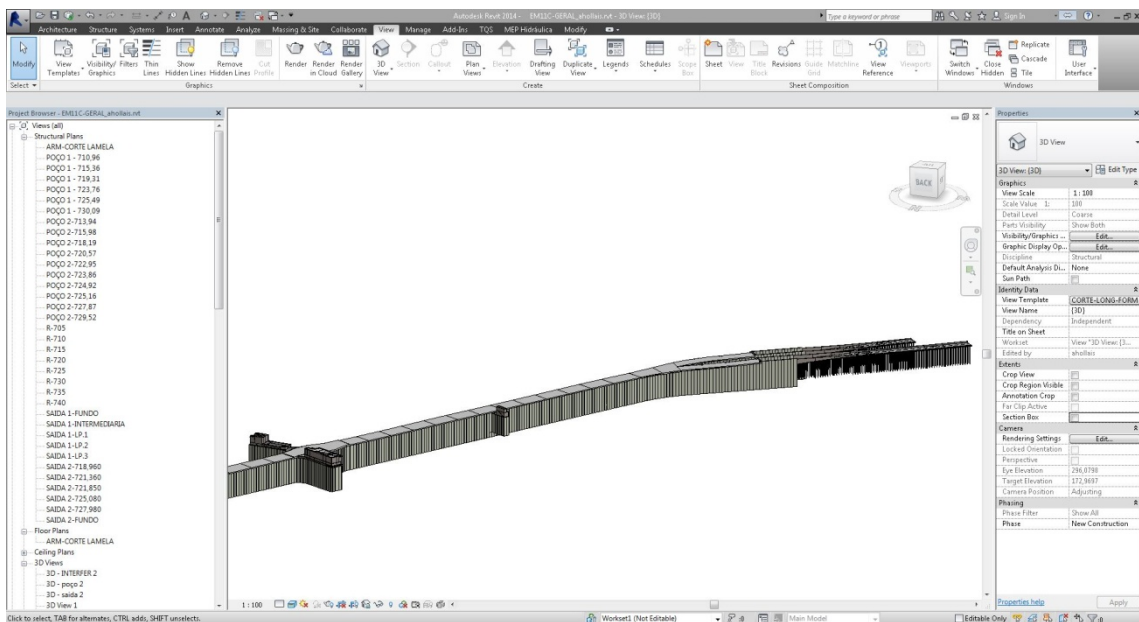 Autodesk Revit 2014 - EM11C-GERAL_ahollais.rvt - 3D View: {3D}
Type a keyword or phrase
Sign In
Architecture Structure Systems Insert Annotate Analyze Massing & Site Collaborate View Manage Add-Ins TQS MEP Hidráulica Modify
Modify
View Templates
Visibility/ Graphics
Filters
Thin Lines
Show Hidden Lines
Remove Hidden Lines
Cut Profile
Render
Render in Cloud
Render Gallery
3D View
Section
Callout
Plan Views
Elevation
Drafting View
Duplicate View
Legends
Schedules
Scope Box
Sheet
View
Title Block
Revisions
Guide Grid
Matchline
View Reference
Viewports
Switch Windows
Close Hidden
Replicate
Cascade
Tile
User Interface
Select
Graphics
Create
Sheet Composition
Windows
Project Browser - EM11C-GERAL_ahollais.rvt
Views (all)
Structural Plans
ARM-CORTE LAMELA
POÇO 1 - 710,96
POÇO 1 - 715,36
POÇO 1 - 719,31
POÇO 1 - 723,76
POÇO 1 - 725,49
POÇO 1 - 730,09
POÇO 2-713,94
POÇO 2-715,98
POÇO 2-718,19
POÇO 2-720,57
POÇO 2-722,95
POÇO 2-723,86
POÇO 2-724,92
POÇO 2-725,16
POÇO 2-727,87
POÇO 2-729,52
R-705
R-710
R-715
R-720
R-725
R-730
R-735
R-740
SAIDA 1-FUNDO
SAIDA 1-INTERMEDIARIA
SAIDA 1-LP.1
SAIDA 1-LP.2
SAIDA 1-LP.3
SAIDA 2-718,960
SAIDA 2-721,360
SAIDA 2-721,850
SAIDA 2-725,080
SAIDA 2-727,980
SAIDA 2-FUNDO
Floor Plans
ARM-CORTE LAMELA
Ceiling Plans
3D Views
3D - INTERFER 2
3D - poço 2
3D - saida 2
3D View 1
BACK
Properties
3D View
3D View: {3D}
Edit Type
Graphics
View Scale 1 : 100
Scale Value 1: 100
Detail Level Coarse
Parts Visibility Show Both
Visibility/Graphics ... Edit...
Graphic Display Op... Edit...
Discipline Structural
Default Analysis Di... None
Sun Path
Identity Data
View Template CORTE-LONG-FORM
View Name {3D}
Dependency Independent
Title on Sheet
Workset View "3D View: {3...
Edited by ahollais
Extents
Crop View
Crop Region Visible
Annotation Crop
Far Clip Active
Section Box
Camera
Rendering Settings Edit...
Locked Orientation
Perspective
Eye Elevation 296,0798
Target Elevation 172,9697
Camera Position Adjusting
Phasing
Phase Filter Show All
Phase New Construction
Properties help
Apply
1 : 100
Click to select, TAB for alternates, CTRL adds, SHIFT unselects.
Workset1 (Not Editable)
:0
Main Model
Editable Only
:0